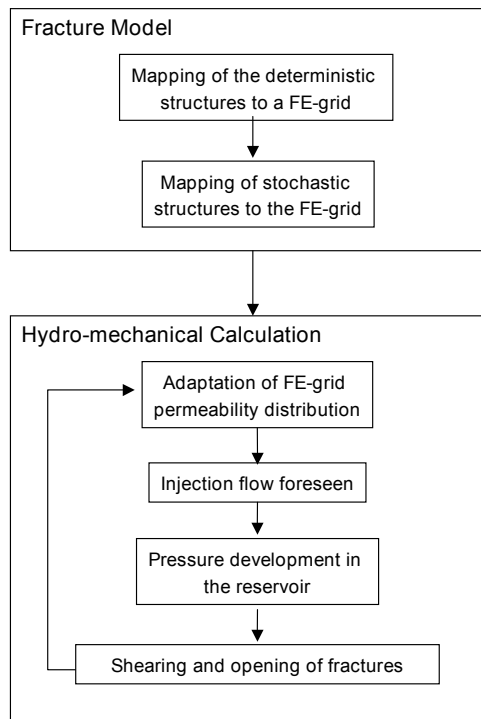 Fracture Model
Mapping of the deterministic
structures to a FE-grid
Mapping of stochastic
structures to the FE-grid
Hydro-mechanical Calculation
Adaptation of FE-grid
permeability distribution
Injection flow foreseen
Pressure development in
the reservoir
Shearing and opening of fractures